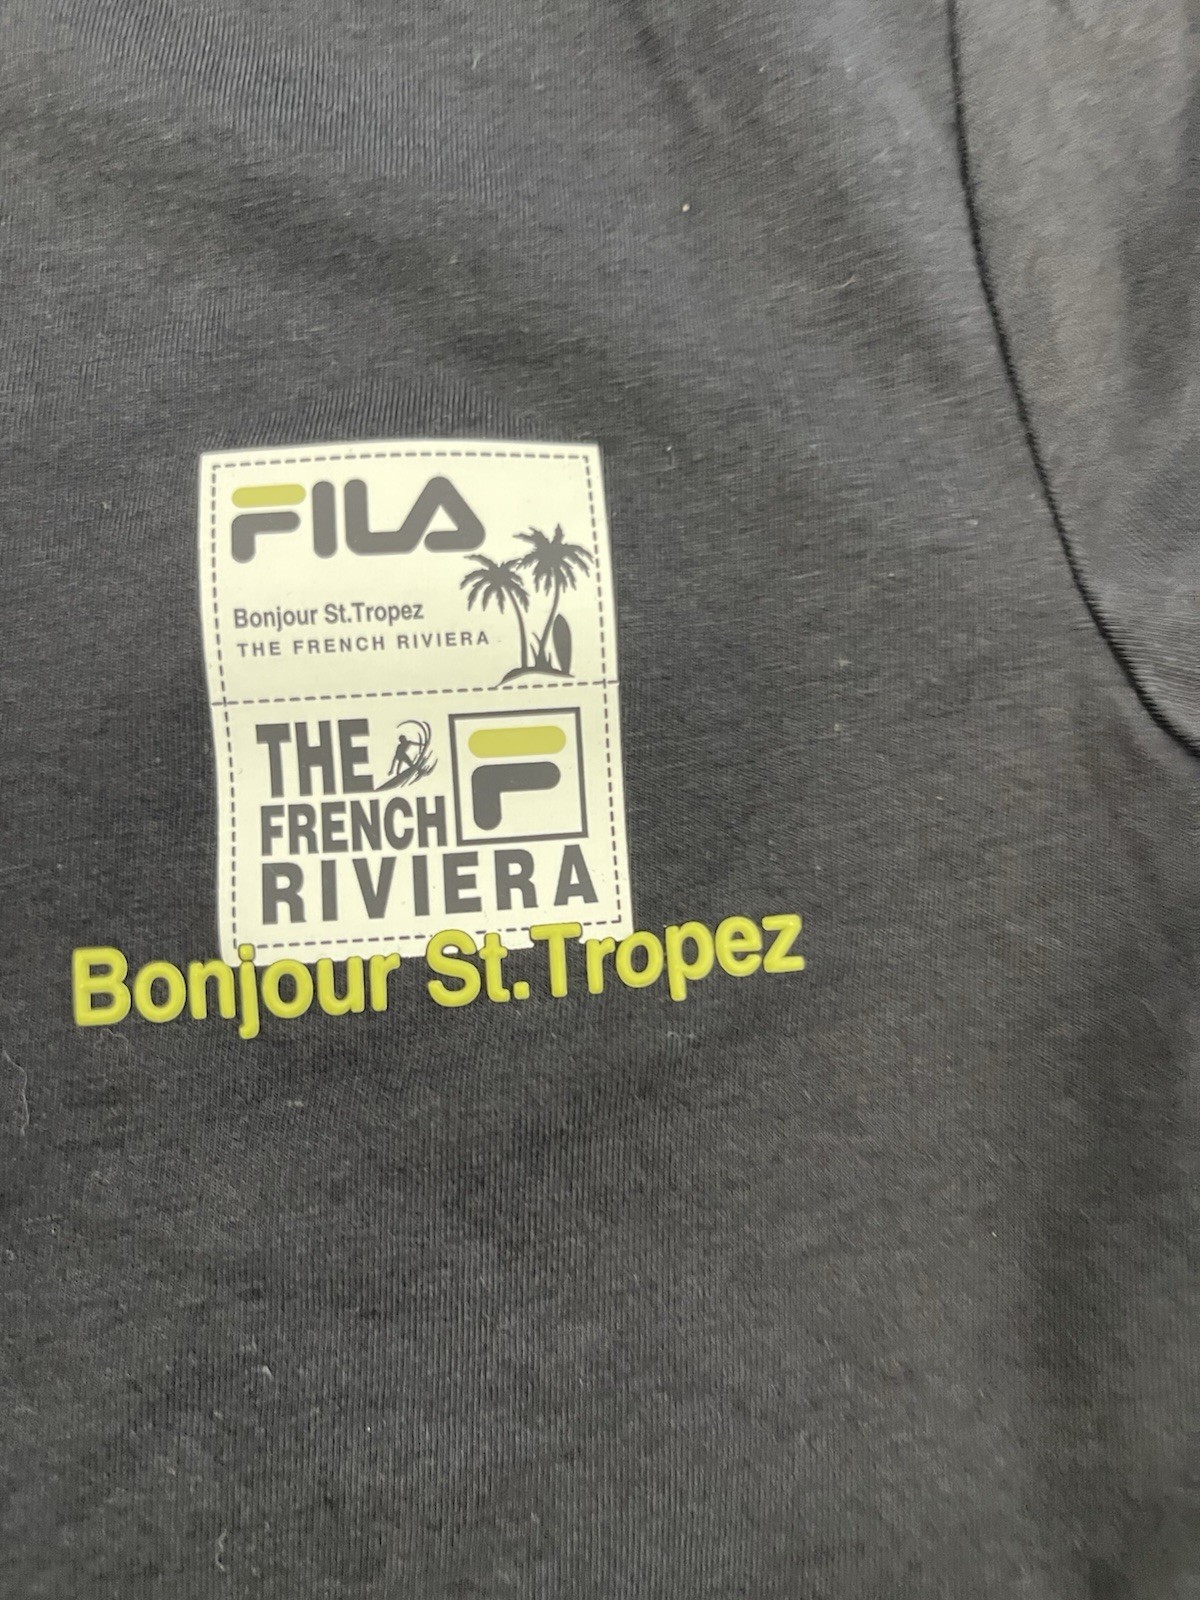 FILA
Bonjour St.Tropez
THE FRENCH RIVIERA
THE
FRENCH
RIVIERA
F
Bonjour St.Tropez